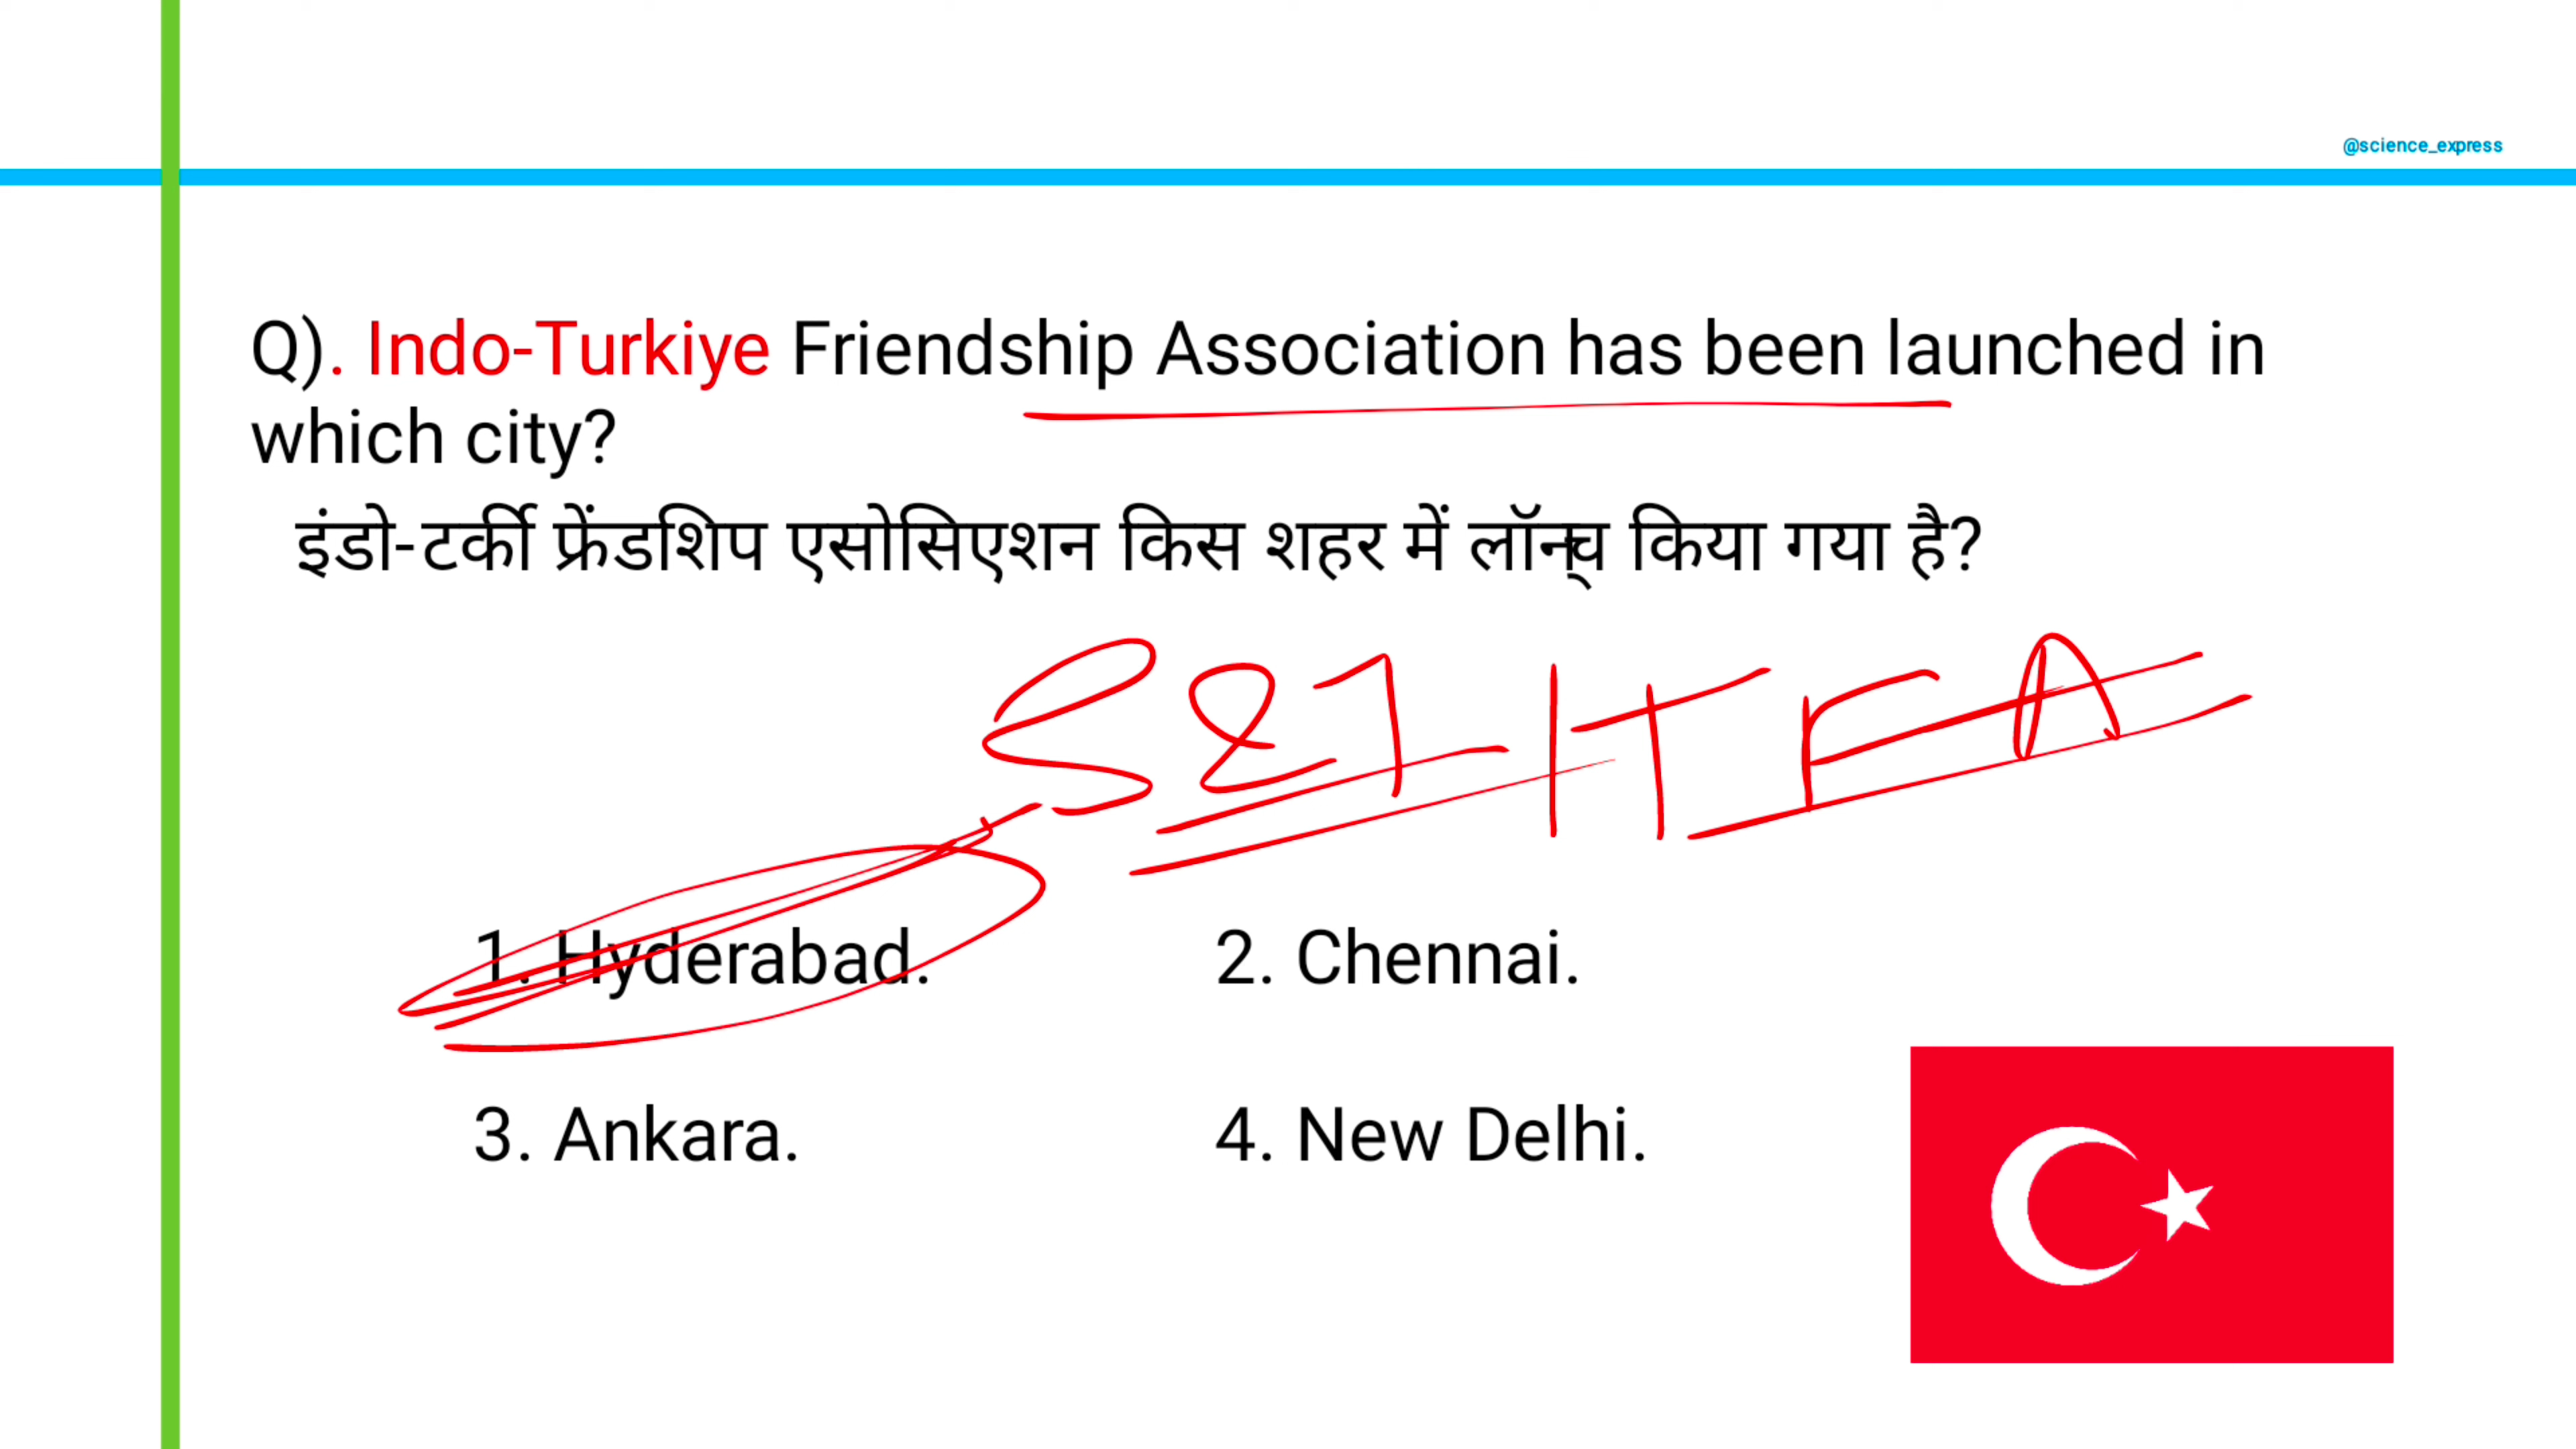 @science_express
Q). Indo-Turkiye Friendship Association has been launched in
which city?
इंडो-टर्की फ्रेंडशिप एसोसिएशन किस शहर में लॉन्च किया गया है?
ITFA
1. Hyderabad.
2. Chennai.
3. Ankara.
4. New Delhi.